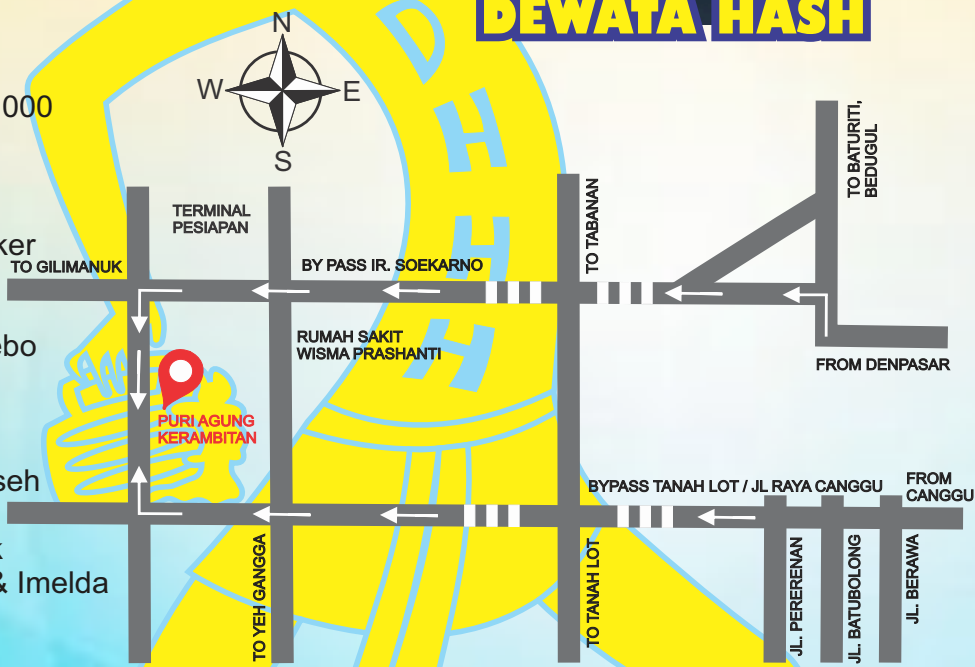 DEWATA HASH
N
W
E
S
000
ker
ebo
seh
k
& Imelda
D
H
H
H
TERMINAL
PESIAPAN
TO GILIMANUK
BY PASS IR. SOEKARNO
TO TABANAN
TO BATURITI,
BEDUGUL
RUMAH SAKIT
WISMA PRASHANTI
FROM DENPASAR
PURI AGUNG
KERAMBITAN
BYPASS TANAH LOT / JL RAYA CANGGU
FROM
CANGGU
TO YEH GANGGA
TO TANAH LOT
JL. PERERENAN
JL. BATUBOLONG
JL. BERAWA